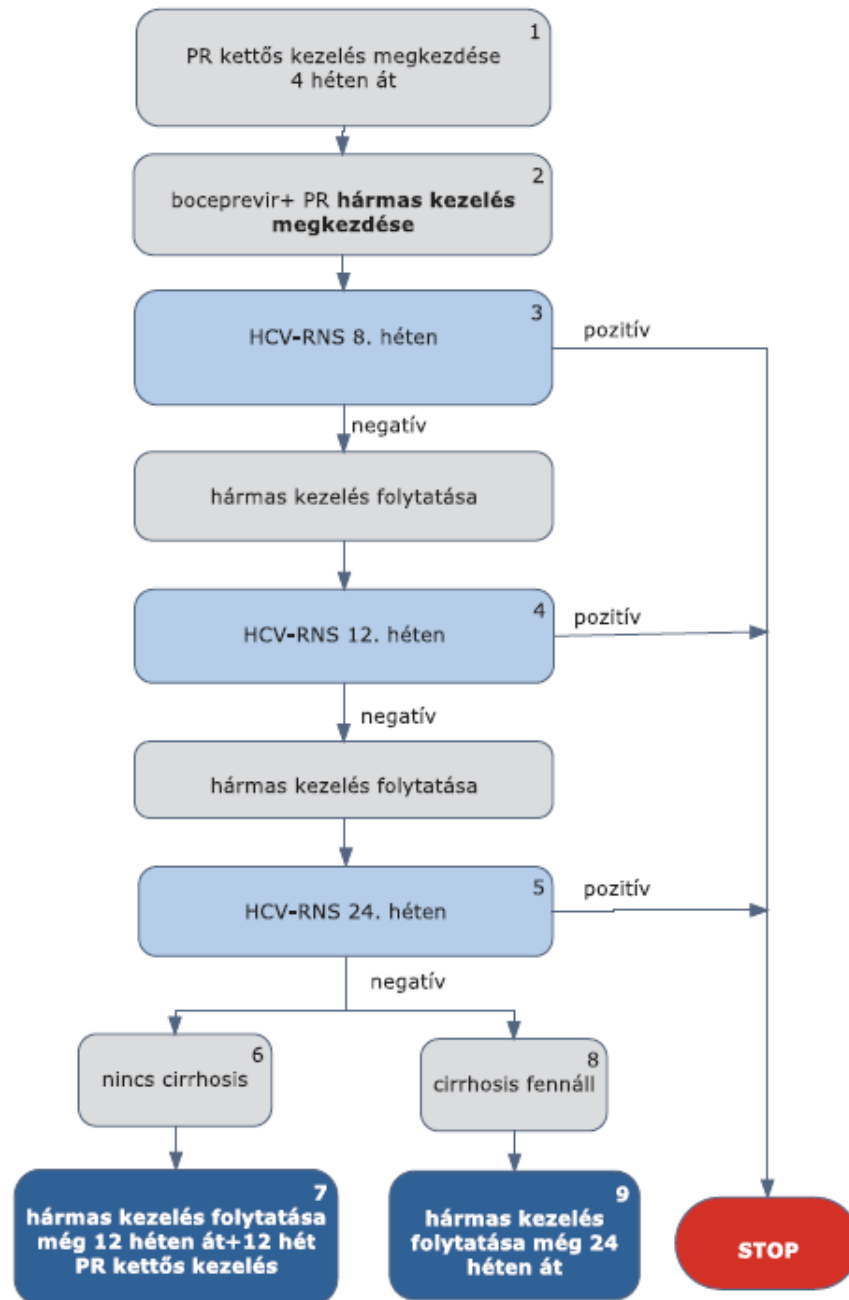 1
PR kettős kezelés megkezdése
4 héten át
2
boceprevir+ PR hármas kezelés
megkezdése
3
HCV-RNS 8. héten
pozitív
negatív
hármas kezelés folytatása
4
HCV-RNS 12. héten
pozitív
negatív
hármas kezelés folytatása
5
HCV-RNS 24. héten
pozitív
negatív
6
nincs cirrhosis
8
cirrhosis fennáll
7
hármas kezelés folytatása
még 12 héten át+12 hét
PR kettős kezelés
9
hármas kezelés
folytatása még 24
héten át
STOP